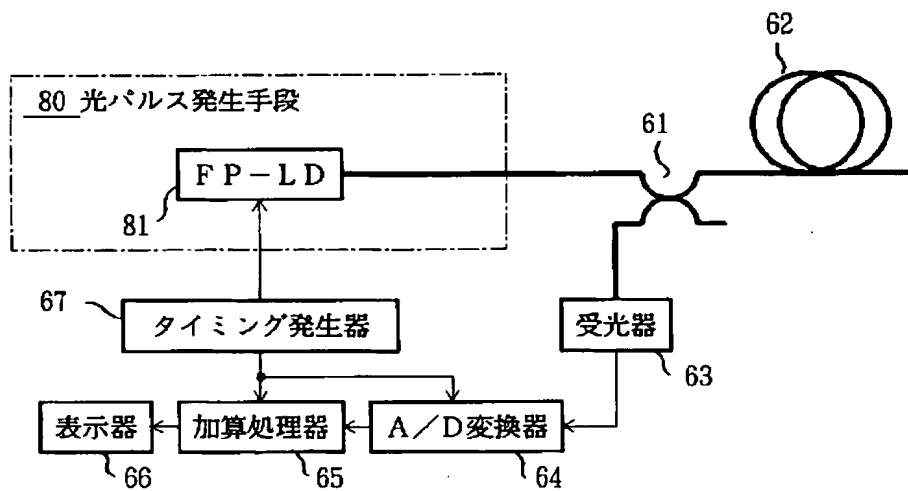 62
80 光パルス発生手段
61
FP-LD
81
67
タイミング発生器
受光器
63
表示器
加算処理器
A/D変換器
66
65
64